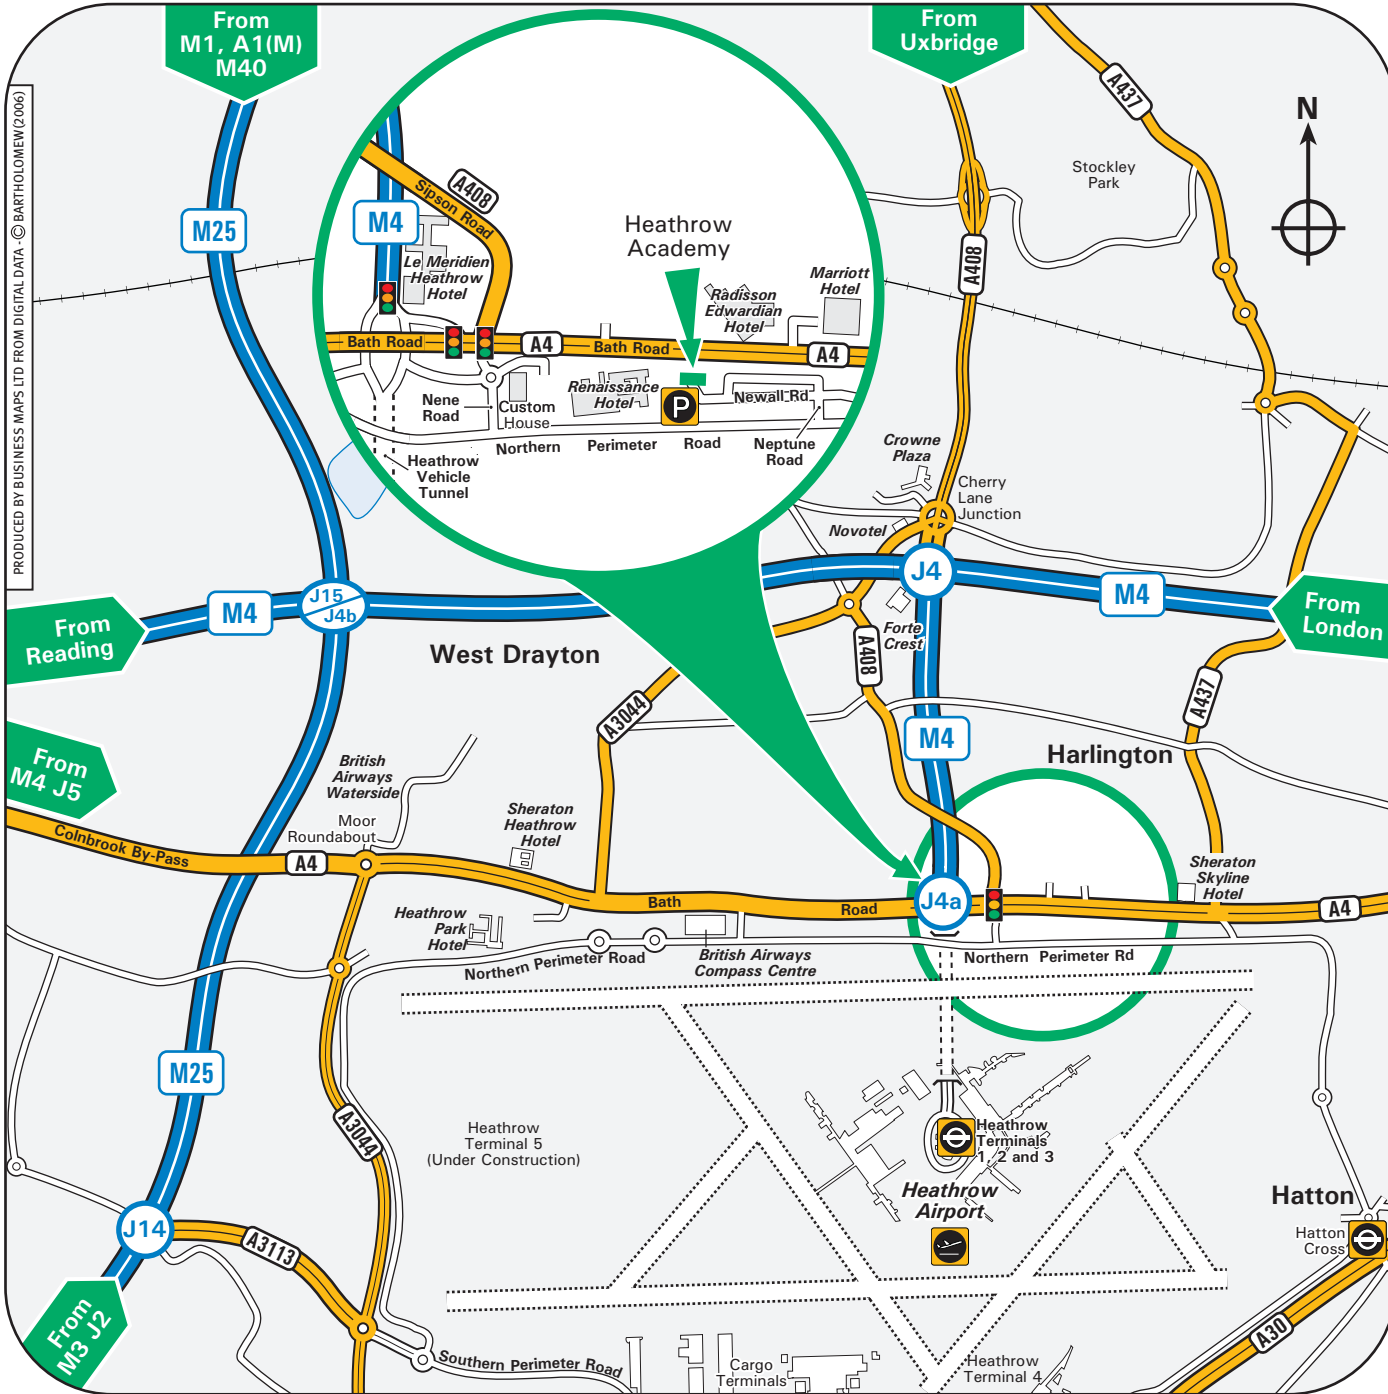 From
M1, A1(M)
M40
From
Uxbridge
A437
N
Stockley
Park
PRODUCED BY BUSINESS MAPS LTD FROM DIGITAL DATA - © BARTHOLOMEW(2006)
M25
A408
Sipson Road
M4
Heathrow
Academy
Le Meridien
Heathrow
Hotel
Marriott
Hotel
Radisson
Edwardian
Hotel
A408
Bath Road
A4
Bath Road
A4
Renaissance
Hotel
P
Newall Rd
Nene
Road
Custom
House
Northern
Perimeter
Road
Neptune
Road
Heathrow
Vehicle
Tunnel
Crowne
Plaza
Cherry
Lane
Junction
Novotel
J4
M4
From
London
J15
J4b
M4
From
Reading
West Drayton
Forte
Crest
A408
A437
A3044
M4
Harlington
From
M4 J5
British
Airways
Waterside
Moor
Roundabout
Sheraton
Heathrow
Hotel
Colnbrook By-Pass
A4
Bath
Road
J4a
Sheraton
Skyline
Hotel
A4
Heathrow
Park
Hotel
Northern Perimeter Road
British Airways
Compass Centre
Northern Perimeter Rd
M25
A3044
Heathrow
Terminal 5
(Under Construction)
Heathrow
Terminals
1, 2 and 3
Heathrow
Airport
Hatton
Hatton
Cross
J14
A3113
From
M3 J2
Southern Perimeter Road
Cargo
Terminals
Heathrow
Terminal 4
A30